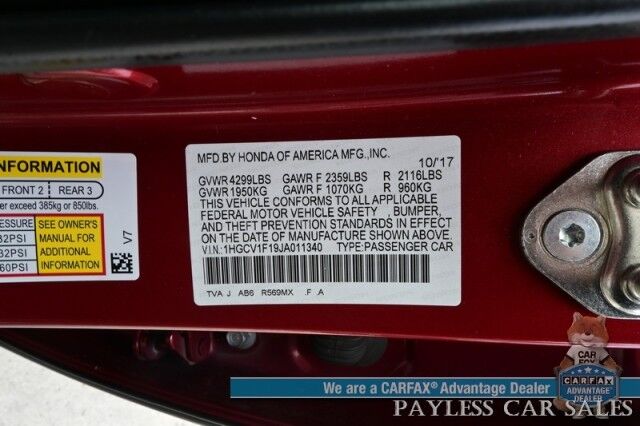 INFORMATION
FRONT 2 REAR 3
er exceed 385kg or 850lbs.
PRESSURE
32PSI
32PSI
60PSI
SEE OWNER'S
MANUAL FOR
ADDITIONAL
INFORMATION
V7
MFD.BY HONDA OF AMERICA MFG.,INC. 10/'17
GVWR 4299LBS GAWR F 2359LBS R 2116LBS
GVWR 1950KG GAWR F 1070KG R 960KG
THIS VEHICLE CONFORMS TO ALL APPLICABLE
FEDERAL MOTOR VEHICLE SAFETY , BUMPER,
AND THEFT PREVENTION STANDARDS IN EFFECT
ON THE DATE OF MANUFACTURE SHOWN ABOVE.
V.I.N.:1HGCV1F19JA011340 TYPE:PASSENGER CAR
TVA J AB6 R569MX .F .A
CAR
FOX
CARFAX
ADVANTAGE
DEALER
We are a CARFAX® Advantage Dealer
PAYLESS CAR SALES